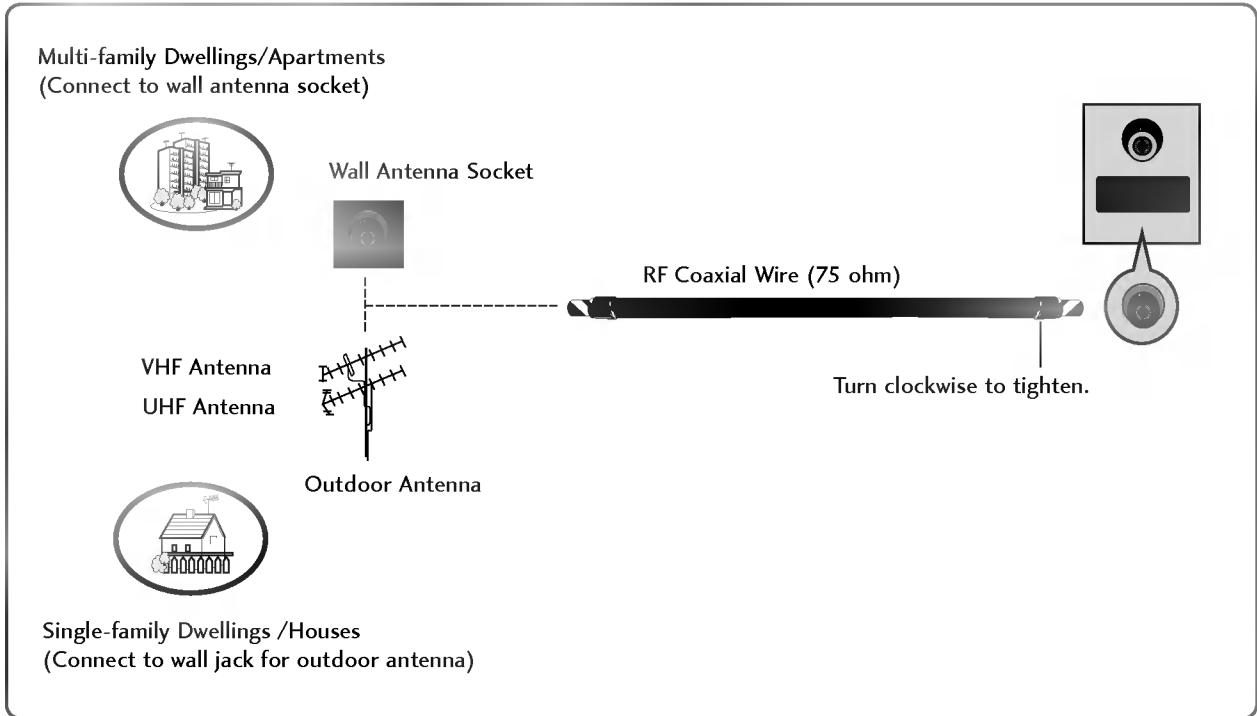 Multi-family Dwellings/Apartments
(Connect to wall antenna socket)
Wall Antenna Socket
RF Coaxial Wire (75 ohm)
VHF Antenna
UHF Antenna
Turn clockwise to tighten.
Outdoor Antenna
Single-family Dwellings /Houses
(Connect to wall jack for outdoor antenna)